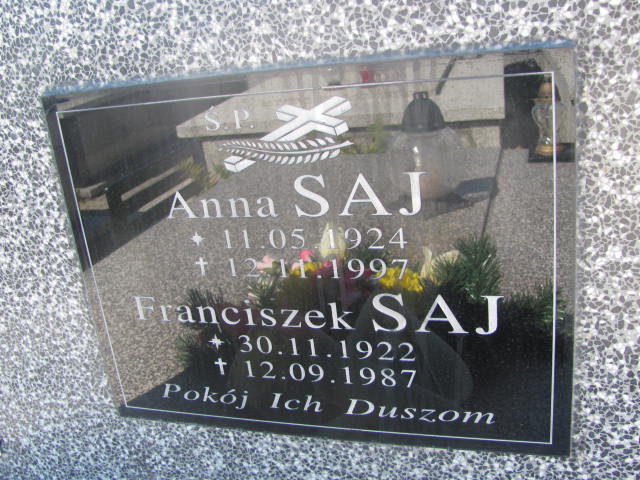 Ś.P.
Anna SAJ
* 11.05.1924
† 12.11.1997
Franciszek SAJ
* 30.11.1922
† 12.09.1987
Pokój Ich Duszom